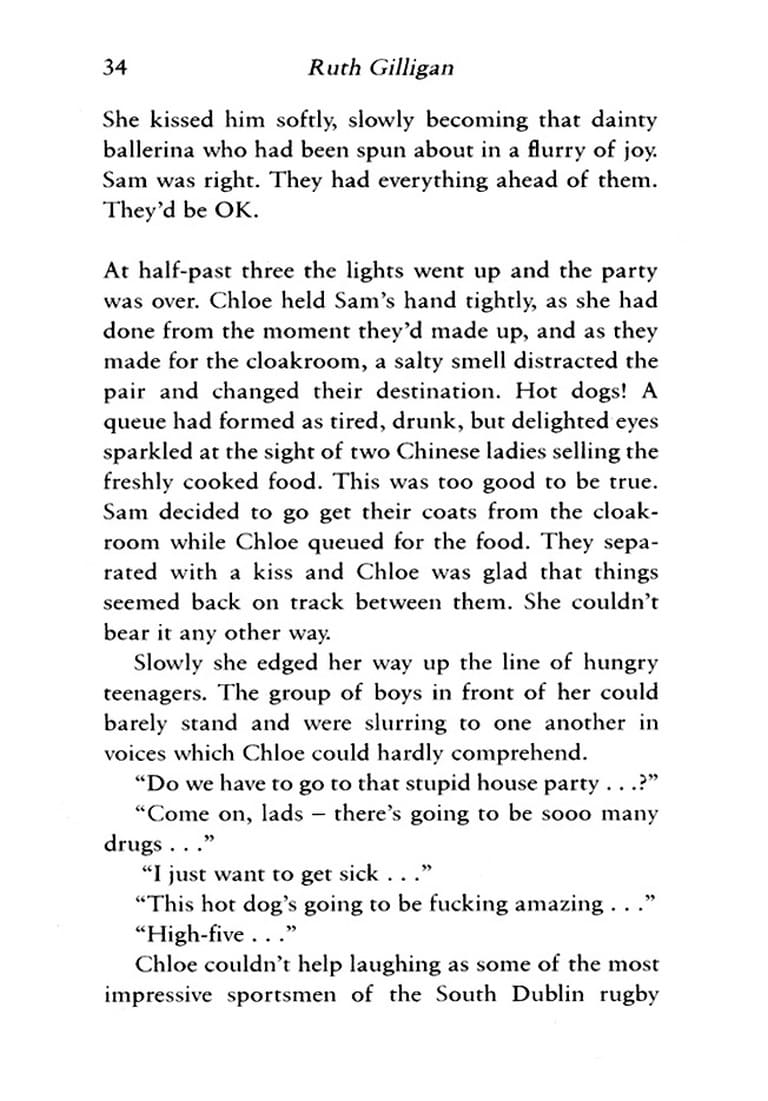 34 Ruth Gilligan
She kissed him softly, slowly becoming that dainty
ballerina who had been spun about in a flurry of joy.
Sam was right. They had everything ahead of them.
They’d be OK.
At half-past three the lights went up and the party
was over. Chloe held Sam’s hand tightly, as she had
done from the moment they’d made up, and as they
made for the cloakroom, a salty smell distracted the
pair and changed their destination. Hot dogs! A
queue had formed as tired, drunk, but delighted eyes
sparkled at the sight of two Chinese ladies selling the
freshly cooked food. This was too good to be true.
Sam decided to go get their coats from the cloak-
room while Chloe queued for the food. They sepa-
rated with a kiss and Chloe was glad that things
seemed back on track between them. She couldn’t
bear it any other way.
Slowly she edged her way up the line of hungry
teenagers. The group of boys in front of her could
barely stand and were slurring to one another in
voices which Chloe could hardly comprehend.
“Do we have to go to that stupid house party . . .?”
“Come on, lads – there’s going to be sooo many
drugs . . .”
“I just want to get sick . . .”
“This hot dog’s going to be fucking amazing . . .”
“High-five . . .”
Chloe couldn’t help laughing as some of the most
impressive sportsmen of the South Dublin rugby